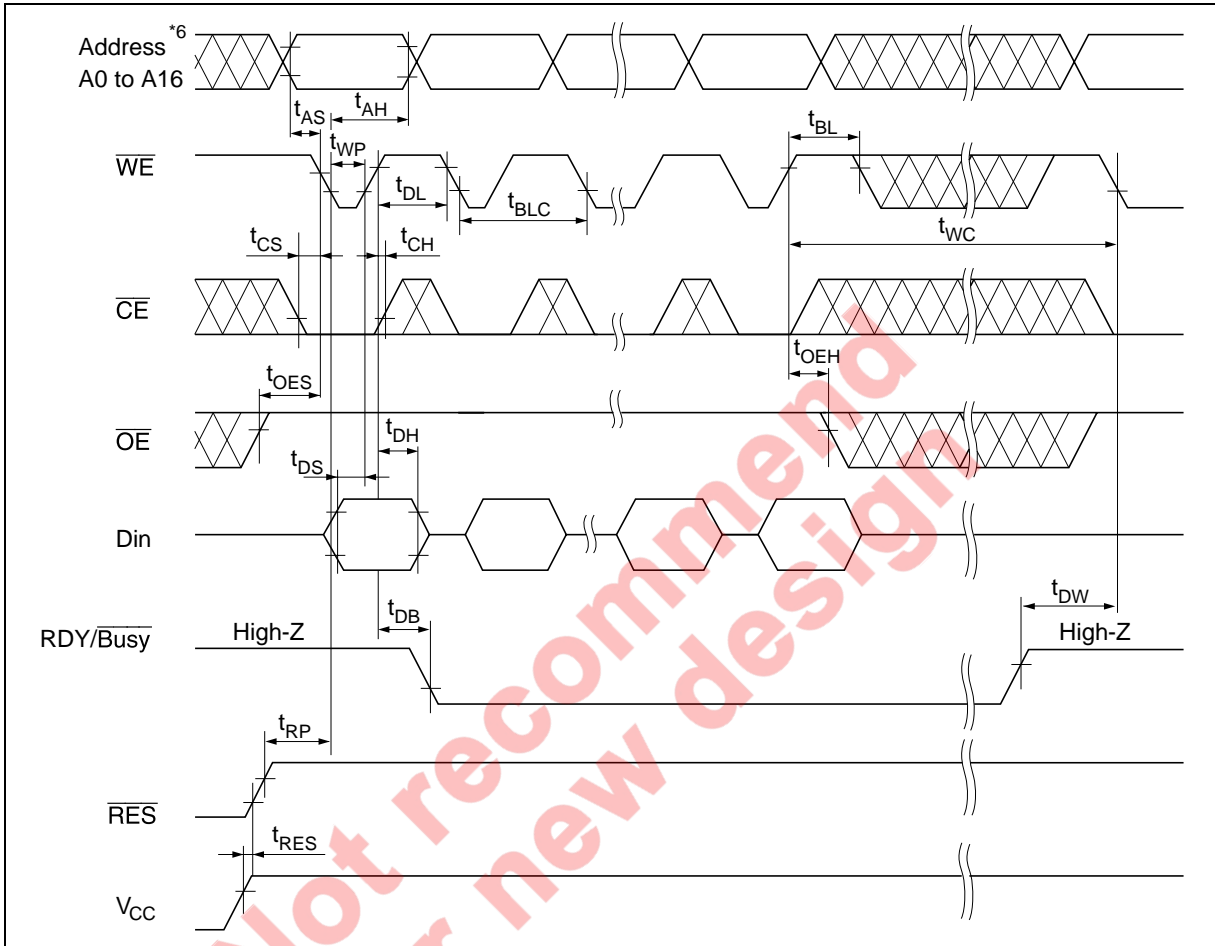 Address *6
A0 to A16
tAS
tAH
tWP
tBL
WE
tDL
tBLC
tWC
tCS
tCH
CE
tOEH
tOES
OE
tDH
tDS
Din
tDW
tDB
RDY/Busy
High-Z
High-Z
tRP
RES
tRES
VCC
Not recommend
r new design